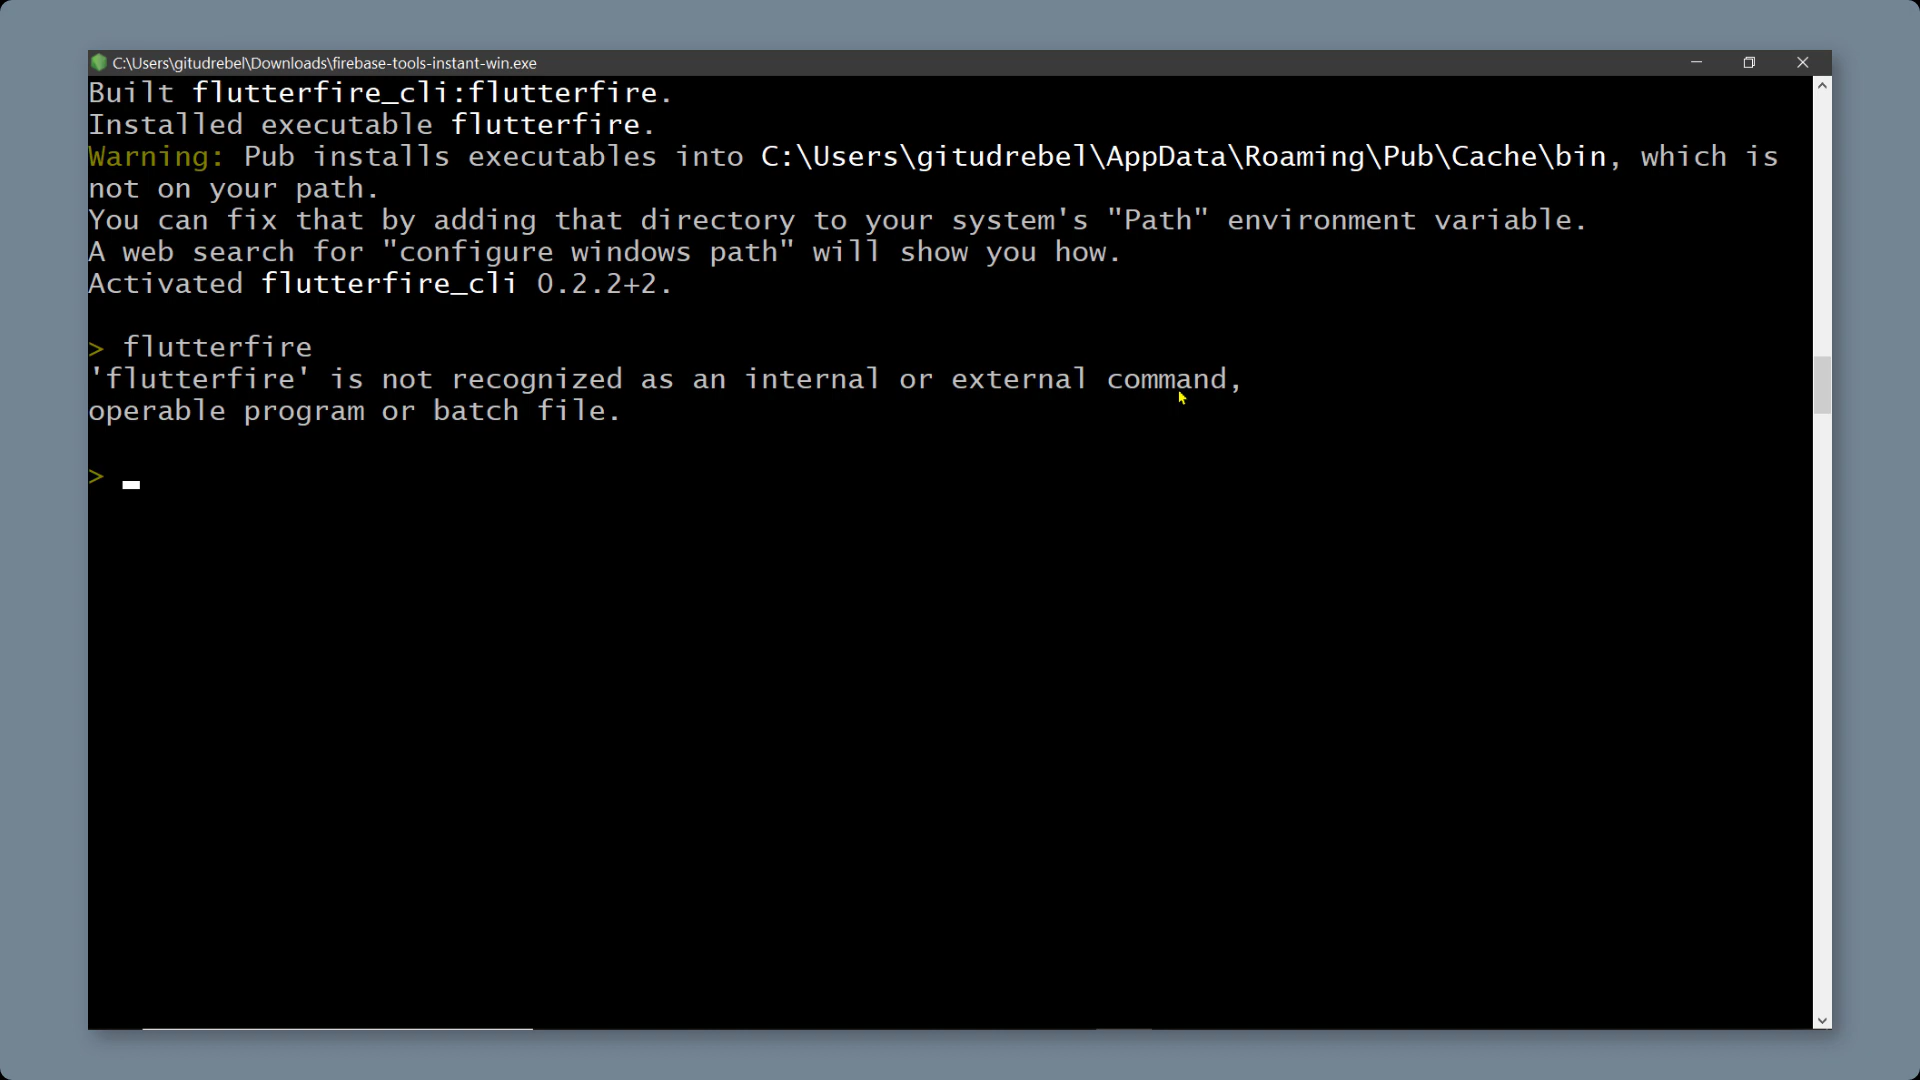 C:\Users\gitudrebel\Downloads\firebase-tools-instant-win.exe
Built flutterfire_cli:flutterfire.
Installed executable flutterfire.
Warning: Pub installs executables into C:\Users\gitudrebel\AppData\Roaming\Pub\Cache\bin, which is
not on your path.
You can fix that by adding that directory to your system's "Path" environment variable.
A web search for "configure windows path" will show you how.
Activated flutterfire_cli 0.2.2+2.
> flutterfire
'flutterfire' is not recognized as an internal or external command,
operable program or batch file.
>